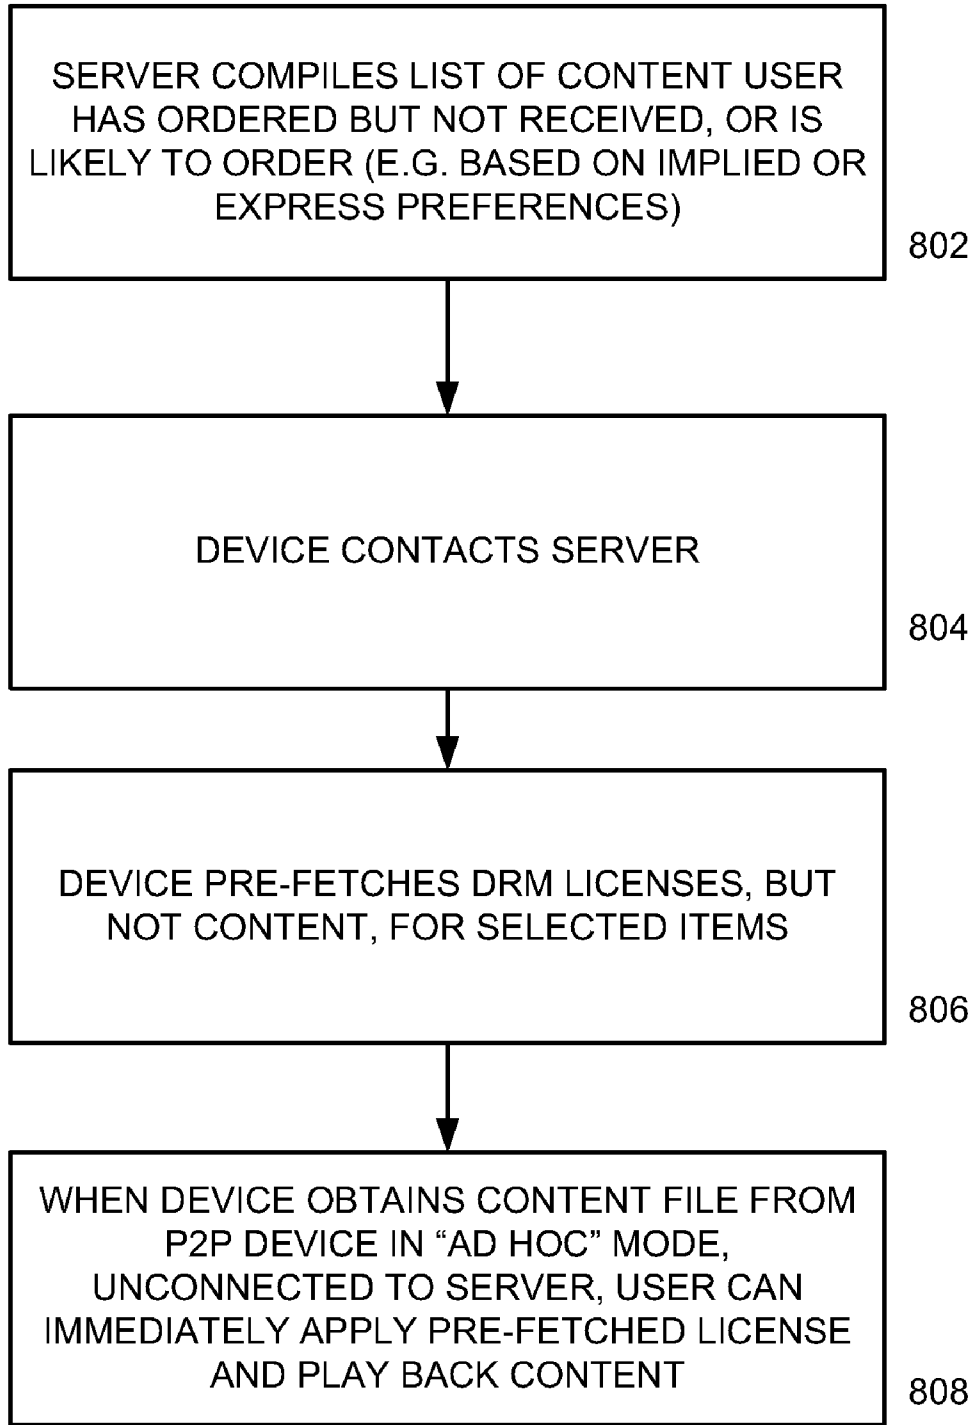 SERVER COMPILES LIST OF CONTENT USER
HAS ORDERED BUT NOT RECEIVED, OR IS
LIKELY TO ORDER (E.G. BASED ON IMPLIED OR
EXPRESS PREFERENCES)
802
DEVICE CONTACTS SERVER
804
DEVICE PRE-FETCHES DRM LICENSES, BUT
NOT CONTENT, FOR SELECTED ITEMS
806
WHEN DEVICE OBTAINS CONTENT FILE FROM
P2P DEVICE IN “AD HOC” MODE,
UNCONNECTED TO SERVER, USER CAN
IMMEDIATELY APPLY PRE-FETCHED LICENSE
AND PLAY BACK CONTENT
808